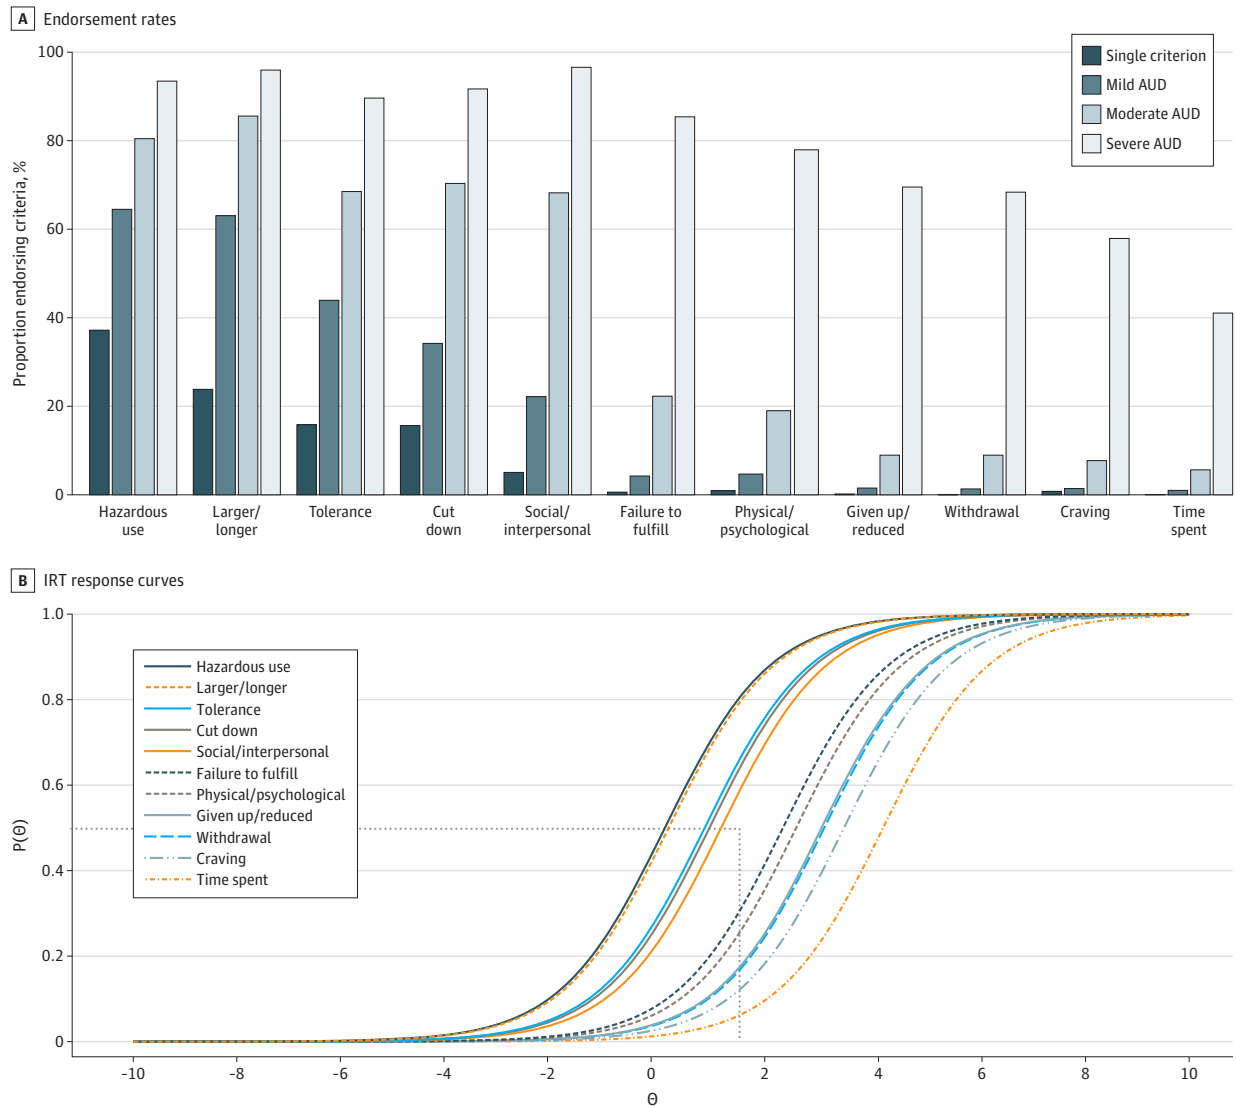 A Endorsement rates
100
80
60
40
20
0
Proportion endorsing criteria, %
Single criterion
Mild AUD
Moderate AUD
Severe AUD
Hazardous
use
Larger/
longer
Tolerance
Cut
down
Social/
interpersonal
Failure to
fulfill
Physical/
psychological
Given up/
reduced
Withdrawal
Craving
Time
spent
B IRT response curves
1.0
0.8
0.6
0.4
0.2
0
P(Θ)
Hazardous use
Larger/longer
Tolerance
Cut down
Social/interpersonal
Failure to fulfill
Physical/psychological
Given up/reduced
Withdrawal
Craving
Time spent
-10 -8 -6 -4 -2 0 2 4 6 8 10
Θ